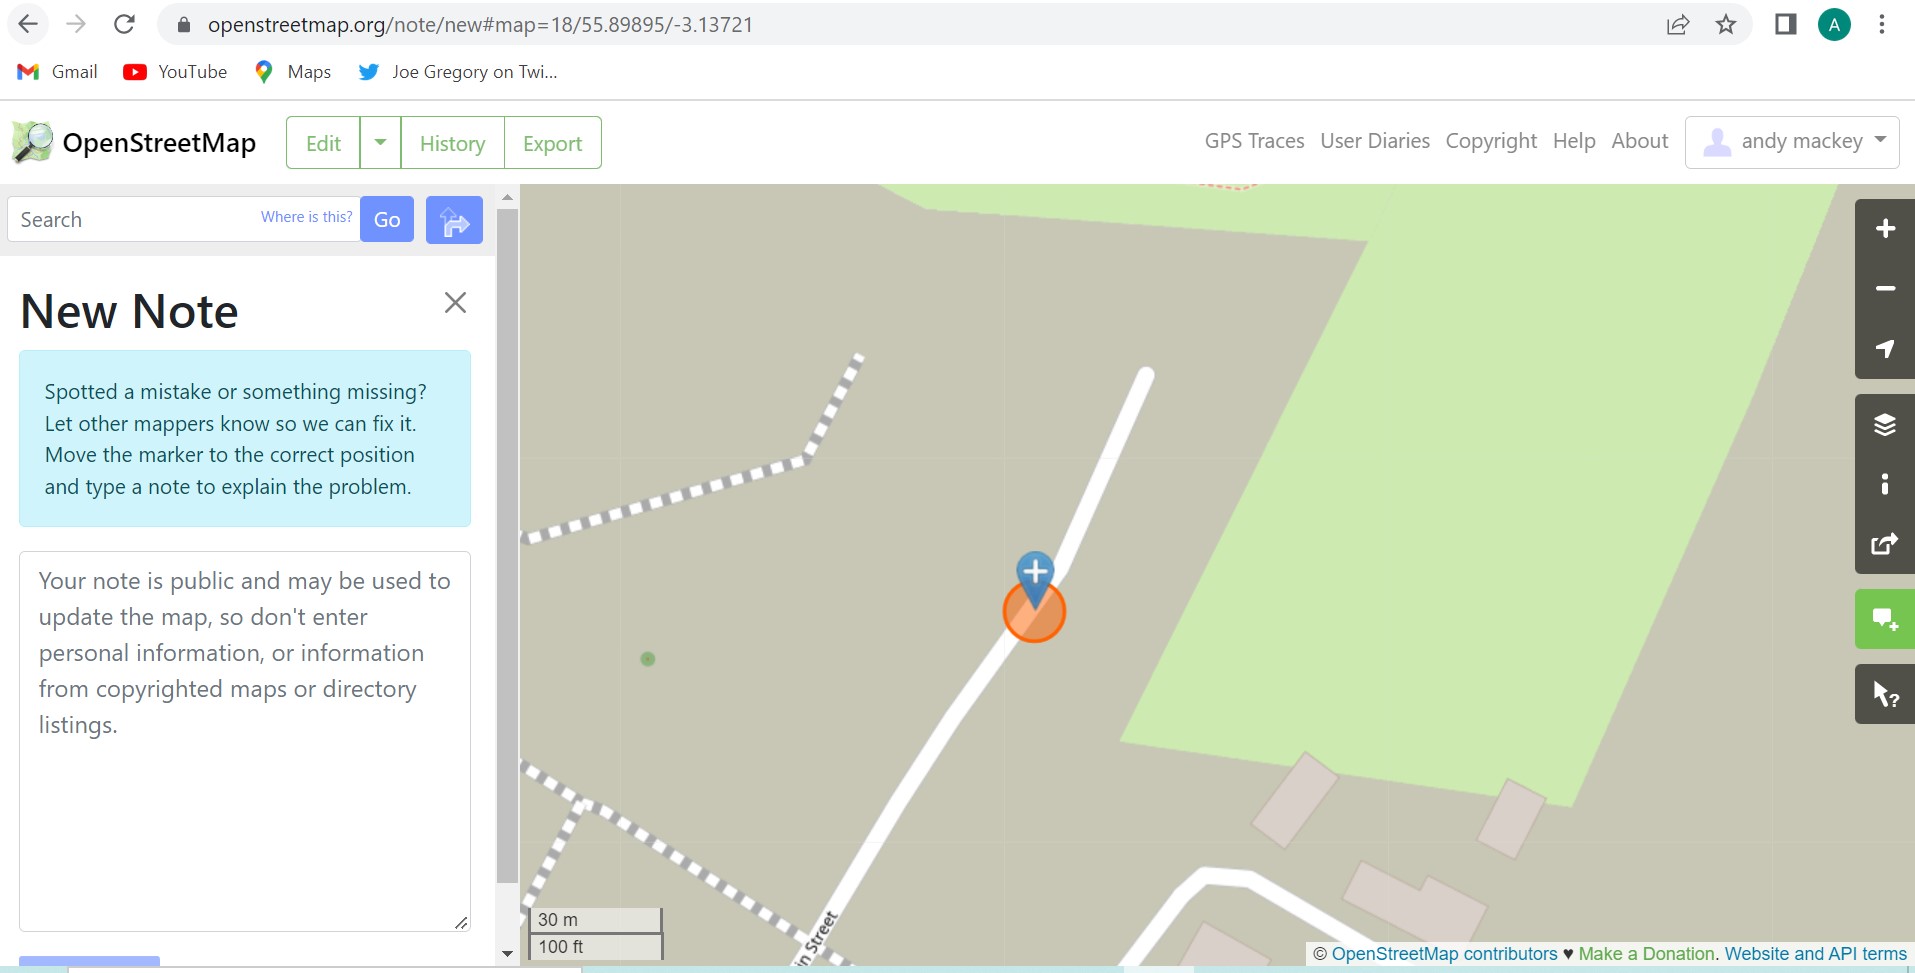 openstreetmap.org/note/new#map=18/55.89895/-3.13721
A
Gmail
YouTube
Maps
Joe Gregory on Twi...
OpenStreetMap
Edit
History
Export
GPS Traces
User Diaries
Copyright
Help
About
andy mackey
Search
Where is this?
Go
New Note
Spotted a mistake or something missing?
Let other mappers know so we can fix it.
Move the marker to the correct position
and type a note to explain the problem.
Your note is public and may be used to
update the map, so don't enter
personal information, or information
from copyrighted maps or directory
listings.
in Street
30 m
100 ft
© OpenStreetMap contributors ♥ Make a Donation. Website and API terms